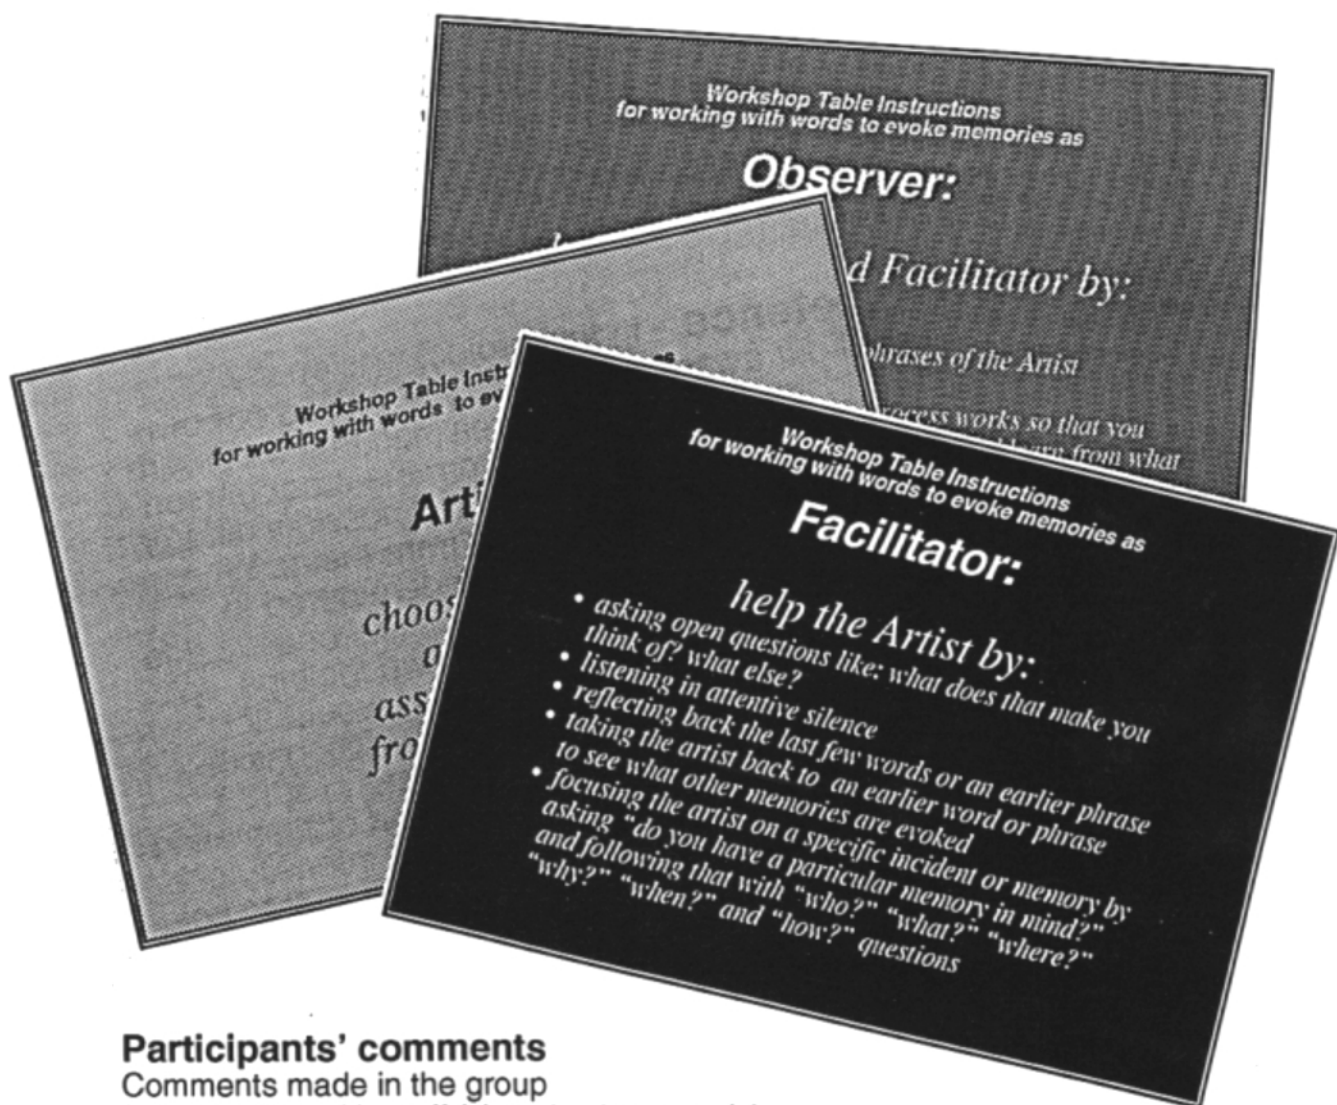 Workshop Table Instructions
for working with words to evoke memories as
Observer:
d Facilitator by:
phrases of the Artist
rocess works so that you
learn from what
Workshop Table Inst
for working with words to ev
Arti
choos
a
ass
fro
Workshop Table Instructions
for working with words to evoke memories as
Facilitator:
help the Artist by:
• asking open questions like: what does that make you
think of? what else?
• listening in attentive silence
• reflecting back the last few words or an earlier phrase
• taking the artist back to an earlier word or phrase
to see what other memories are evoked
• focusing the artist on a specific incident or memory by
asking "do you have a particular memory in mind?"
and following that with "who?" "what?" "where?"
"why?" "when?" and "how?" questions
Participants' comments
Comments made in the group